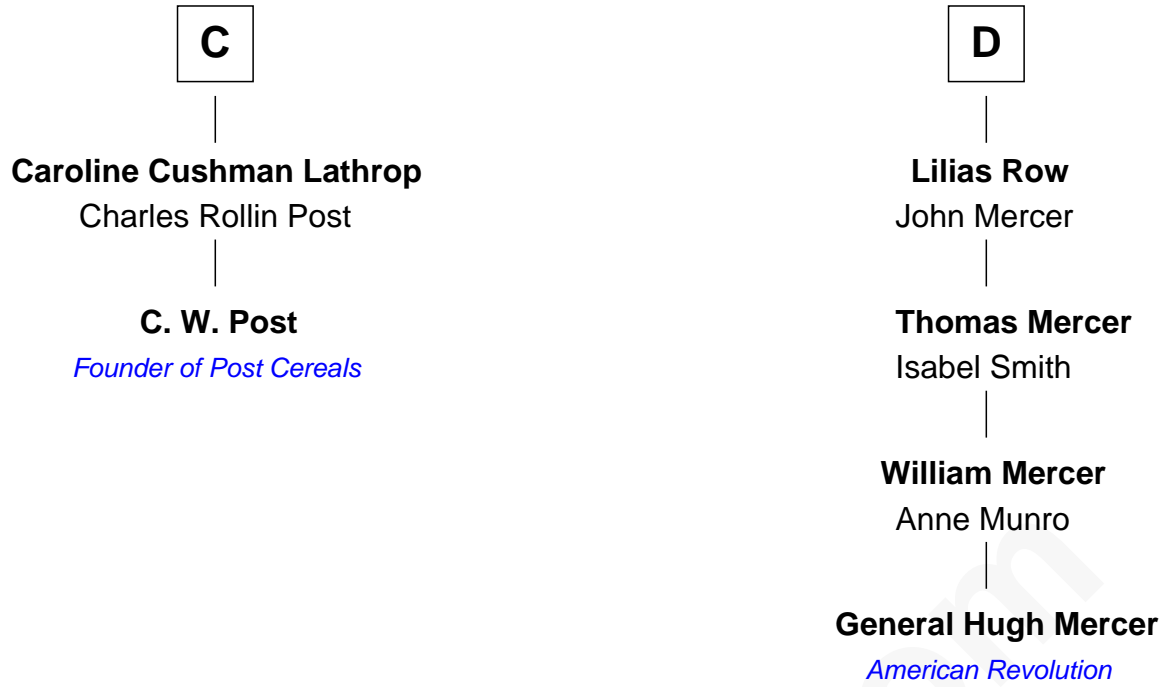 C
Caroline Cushman Lathrop
Charles Rollin Post
C. W. Post
Founder of Post Cereals
D
Lilias Row
John Mercer
Thomas Mercer
Isabel Smith
William Mercer
Anne Munro
General Hugh Mercer
American Revolution